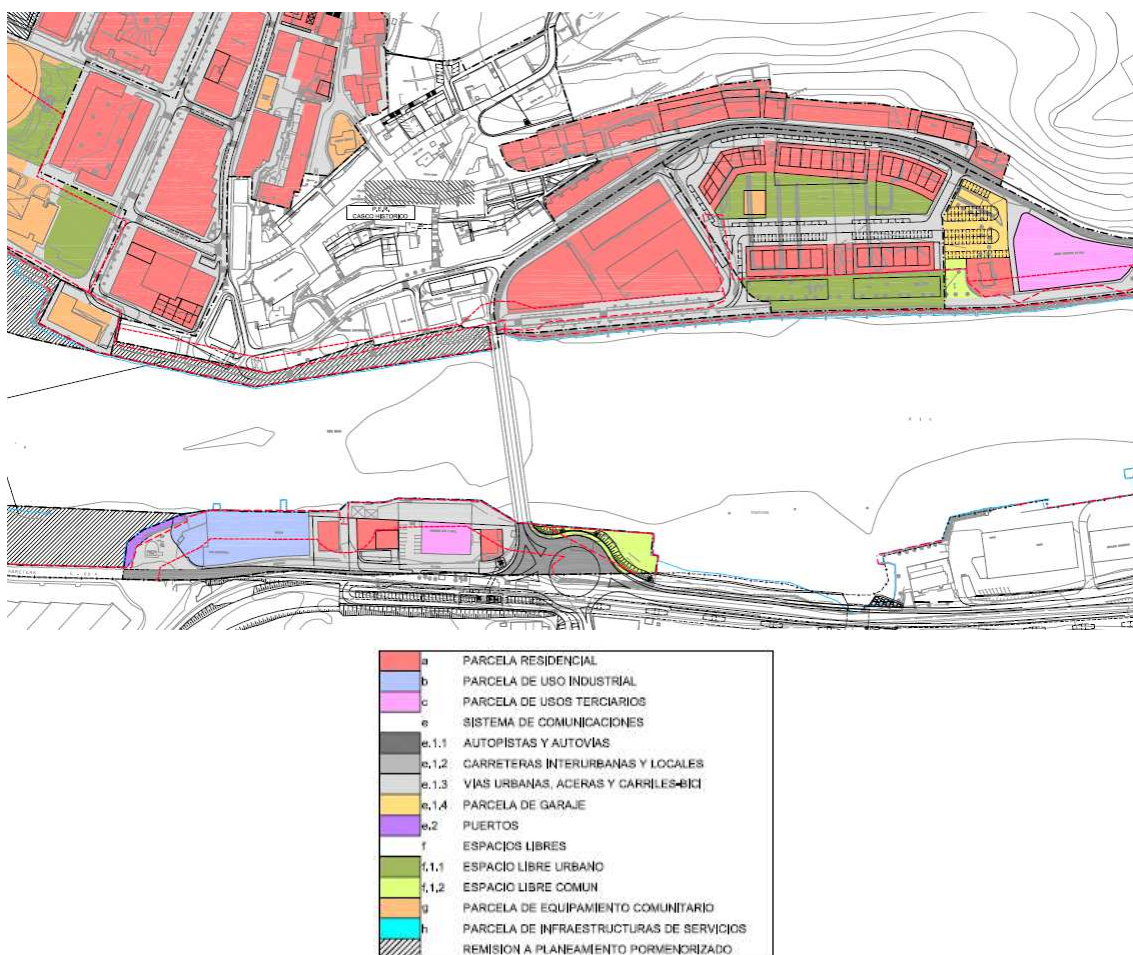 P.E.R.
CASCO HISTORICO
a PARCELA RESIDENCIAL
b PARCELA DE USO INDUSTRIAL
c PARCELA DE USOS TERCIARIOS
e SISTEMA DE COMUNICACIONES
e.1.1 AUTOPISTAS Y AUTOVIAS
e.1.2 CARRETERAS INTERURBANAS Y LOCALES
e.1.3 VIAS URBANAS, ACERAS Y CARRILES-BICI
e.1.4 PARCELA DE GARAJE
e.2 PUERTOS
f ESPACIOS LIBRES
f.1.1 ESPACIO LIBRE URBANO
f.1.2 ESPACIO LIBRE COMUN
g PARCELA DE EQUIPAMIENTO COMUNITARIO
h PARCELA DE INFRAESTRUCTURAS DE SERVICIOS
REMISION A PLANEAMIENTO PORMENORIZADO